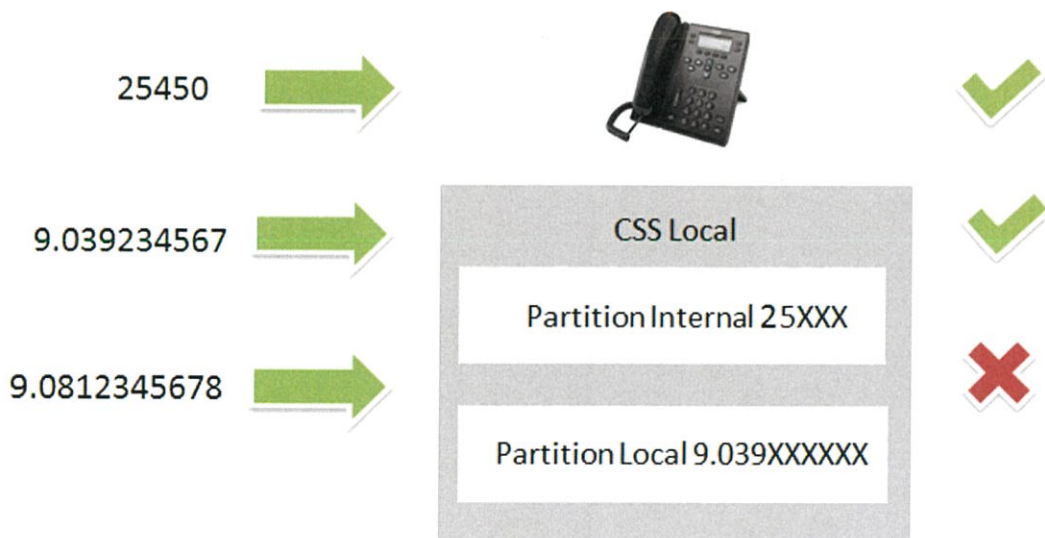 25450
9.039234567
CSS Local
Partition Internal 25XXX
9.0812345678
Partition Local 9.039XXXXXX